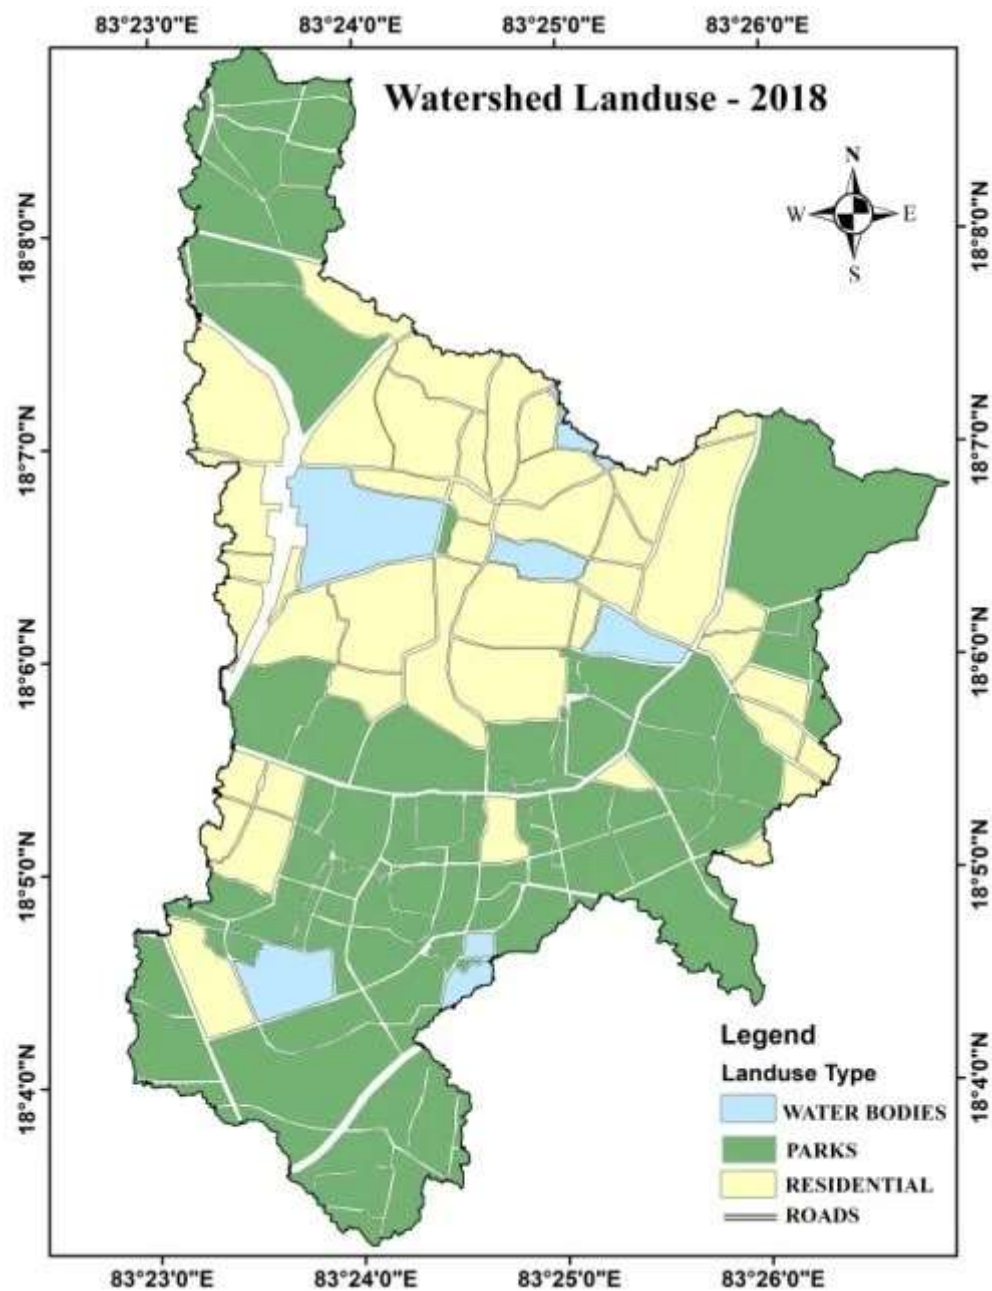 83°23'0"E 83°24'0"E 83°25'0"E 83°26'0"E
Watershed Landuse - 2018
N
W E
S
18°8'0"N 18°8'0"N
18°7'0"N 18°7'0"N
18°6'0"N 18°6'0"N
18°5'0"N 18°5'0"N
18°4'0"N 18°4'0"N
Legend
Landuse Type
WATER BODIES
PARKS
RESIDENTIAL
ROADS
83°23'0"E 83°24'0"E 83°25'0"E 83°26'0"E